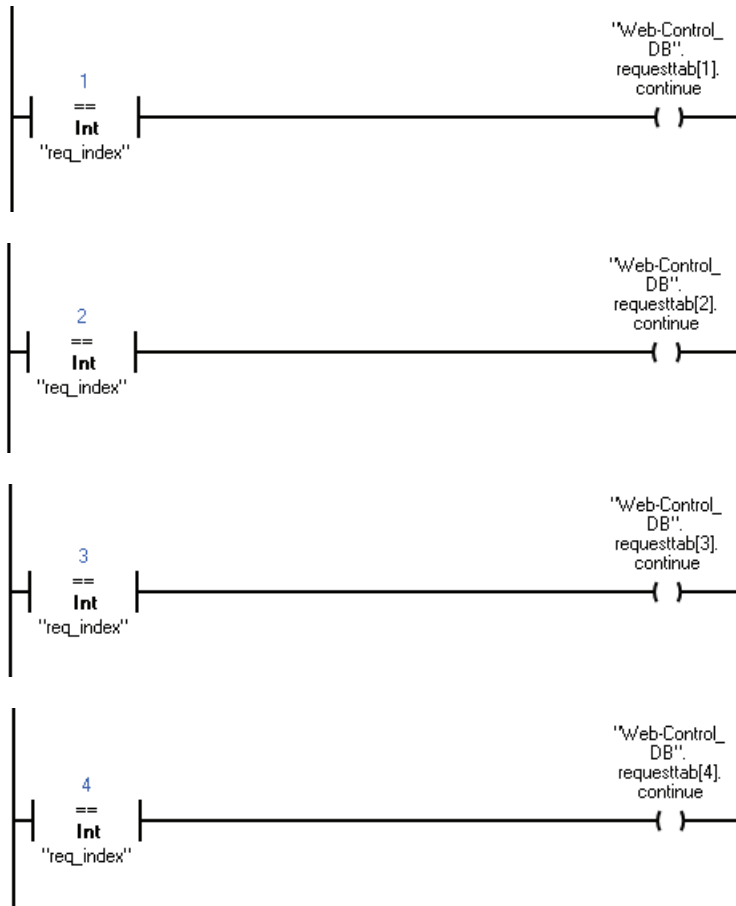 "Web-Control_
DB".
requesttab[1].
continue
1
==
Int
"req_index"
"Web-Control_
DB".
requesttab[2].
continue
2
==
Int
"req_index"
"Web-Control_
DB".
requesttab[3].
continue
3
==
Int
"req_index"
"Web-Control_
DB".
requesttab[4].
continue
4
==
Int
"req_index"